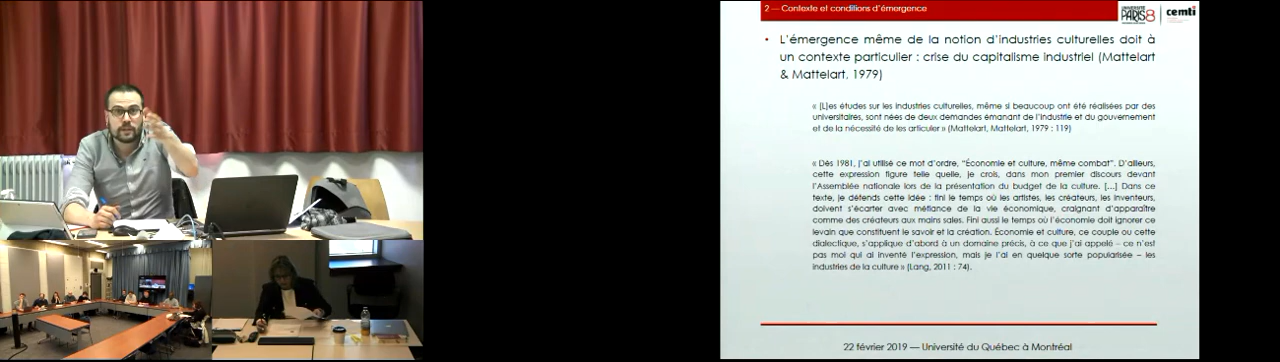 2 — Contexte et conditions d'émergence
UNIVERSITÉ
PARIS8
cemti
• L'émergence même de la notion d'industries culturelles doit à
un contexte particulier : crise du capitalisme industriel (Mattelart
& Mattelart, 1979)
« [L]es études sur les industries culturelles, même si beaucoup ont été réalisées par des
universitaires, sont nées de deux demandes émanant de l'industrie et du gouvernement
et de la nécessité de les articuler » (Mattelart, Mattelart, 1979 : 119)
« Dès 1981, j'ai utilisé ce mot d'ordre, "Économie et culture, même combat". D'ailleurs,
cette expression figure telle quelle, je crois, dans mon premier discours devant
l'Assemblée nationale lors de la présentation du budget de la culture. [...] Dans ce
texte, je défends cette idée : fini le temps où les artistes, les créateurs, les inventeurs,
doivent s'écarter avec méfiance de la vie économique, craignant d'apparaître
comme des créateurs aux mains sales. Fini aussi le temps où l'économie doit ignorer ce
levain que constituent le savoir et la création. Économie et culture, ce couple ou cette
dialectique, s'applique d'abord à un domaine précis, à ce que j'ai appelé – ce n'est
pas moi qui ai inventé l'expression, mais je l'ai en quelque sorte popularisée – les
industries de la culture » (Lang, 2011 : 74).
22 février 2019 — Université du Québec à Montréal